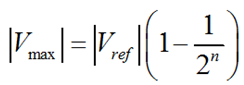 |V_max| = |V_ref| (1 − 1/2^n)